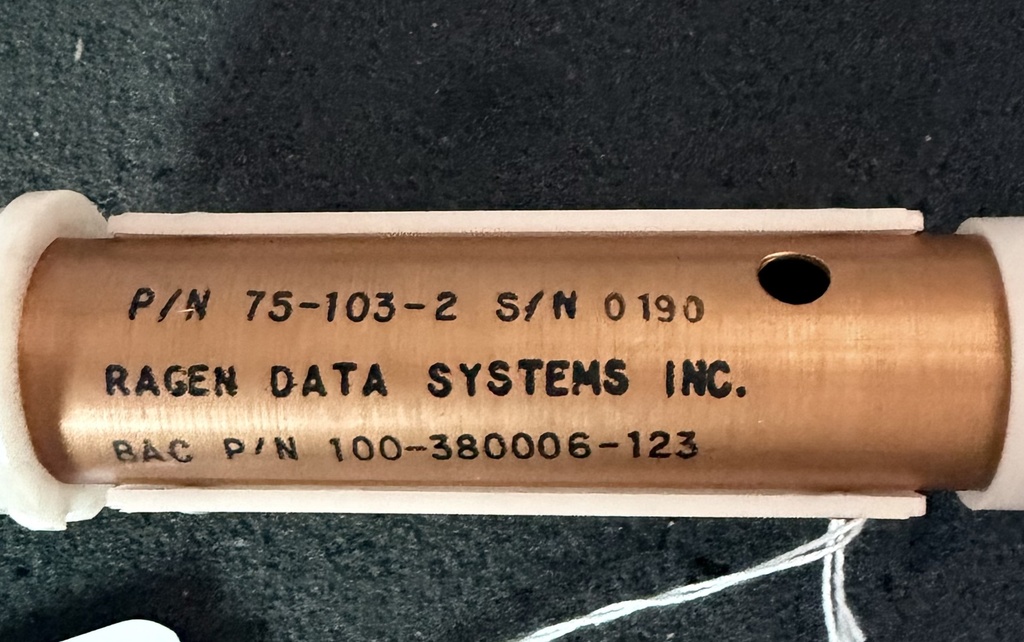 P/N 75-103-2 S/N 0190
RAGEN DATA SYSTEMS INC.
BAC P/N 100-380006-123